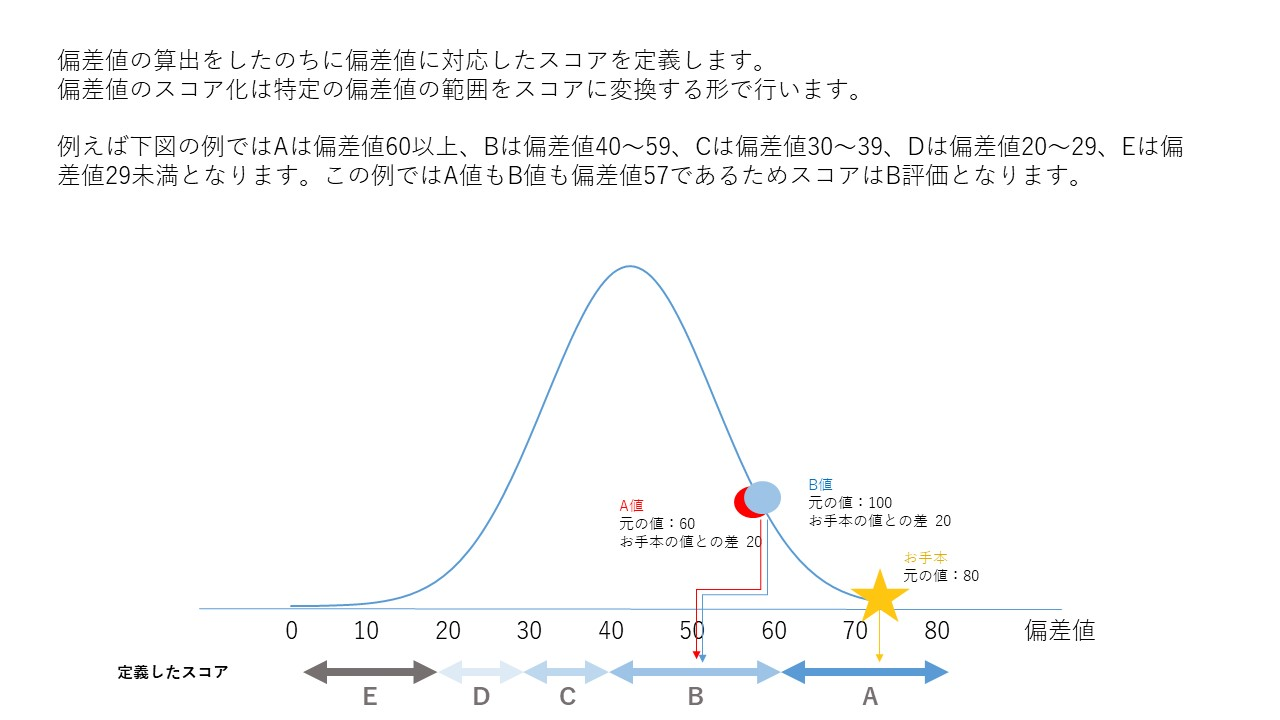 偏差値の算出をしたのちに偏差値に対応したスコアを定義します。
偏差値のスコア化は特定の偏差値の範囲をスコアに変換する形で行います。
例えば下図の例ではAは偏差値60以上、Bは偏差値40～59、Cは偏差値30～39、Dは偏差値20～29、Eは偏
差値29未満となります。この例ではA値もB値も偏差値57であるためスコアはB評価となります。
B値
元の値：100
お手本の値との差 20
A値
元の値：60
お手本の値との差 20
お手本
元の値：80
0 10 20 30 40 50 60 70 80 偏差値
定義したスコア
E D C B A